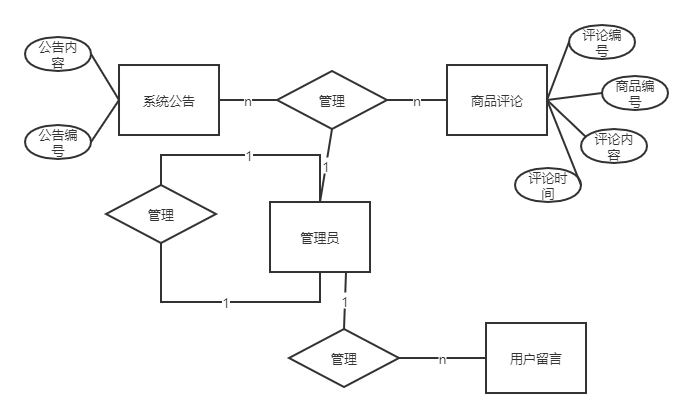 公告内
容
公告编
号
系统公告
n
管理
n
商品评论
评论编
号
商品编
号
评论内
容
评论时
间
1
1
管理
管理员
1
1
管理
n
用户留言